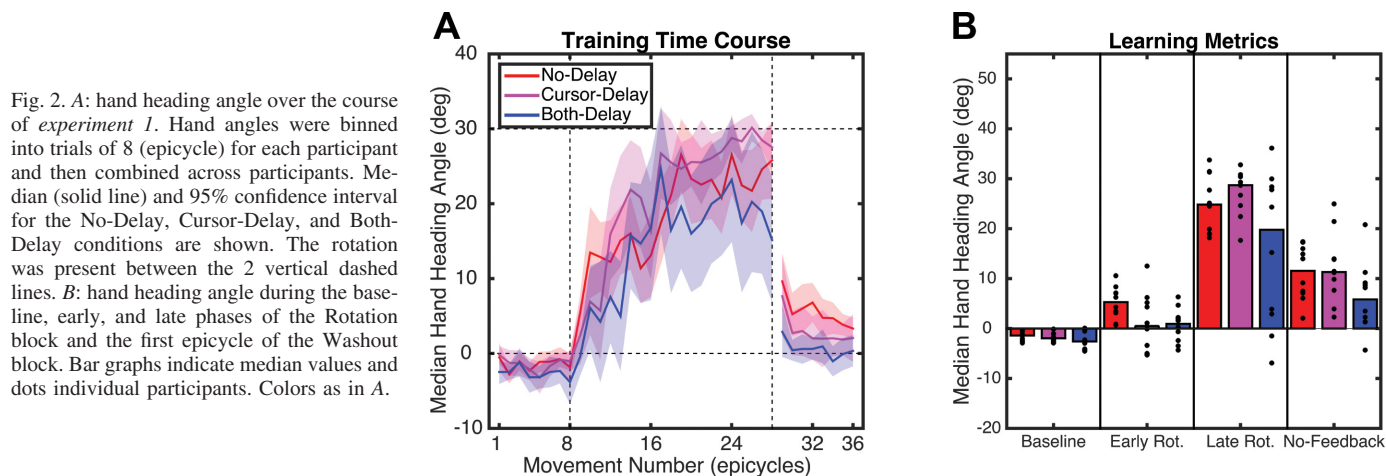 Fig. 2. A: hand heading angle over the course
of experiment 1. Hand angles were binned
into trials of 8 (epicycle) for each participant
and then combined across participants. Me-
dian (solid line) and 95% confidence interval
for the No-Delay, Cursor-Delay, and Both-
Delay conditions are shown. The rotation
was present between the 2 vertical dashed
lines. B: hand heading angle during the base-
line, early, and late phases of the Rotation
block and the first epicycle of the Washout
block. Bar graphs indicate median values and
dots individual participants. Colors as in A.
A
Training Time Course
Median Hand Heading Angle (deg)
40
30
20
10
0
-10
No-Delay
Cursor-Delay
Both-Delay
1 8 16 24 32 36
Movement Number (epicycles)
B
Learning Metrics
Median Hand Heading Angle (deg)
50
40
30
20
10
0
-10
-20
Baseline Early Rot. Late Rot. No-Feedback